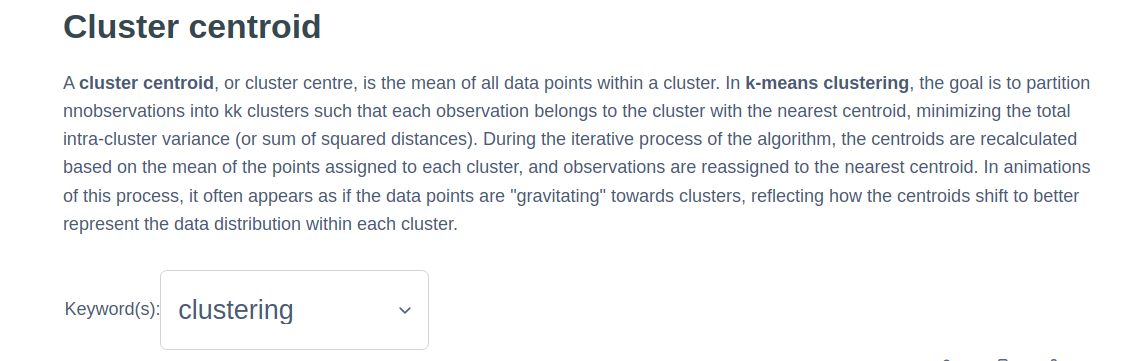 Cluster centroid
A cluster centroid, or cluster centre, is the mean of all data points within a cluster. In k-means clustering, the goal is to partition
nnobservations into kk clusters such that each observation belongs to the cluster with the nearest centroid, minimizing the total
intra-cluster variance (or sum of squared distances). During the iterative process of the algorithm, the centroids are recalculated
based on the mean of the points assigned to each cluster, and observations are reassigned to the nearest centroid. In animations
of this process, it often appears as if the data points are "gravitating" towards clusters, reflecting how the centroids shift to better
represent the data distribution within each cluster.
Keyword(s): clustering